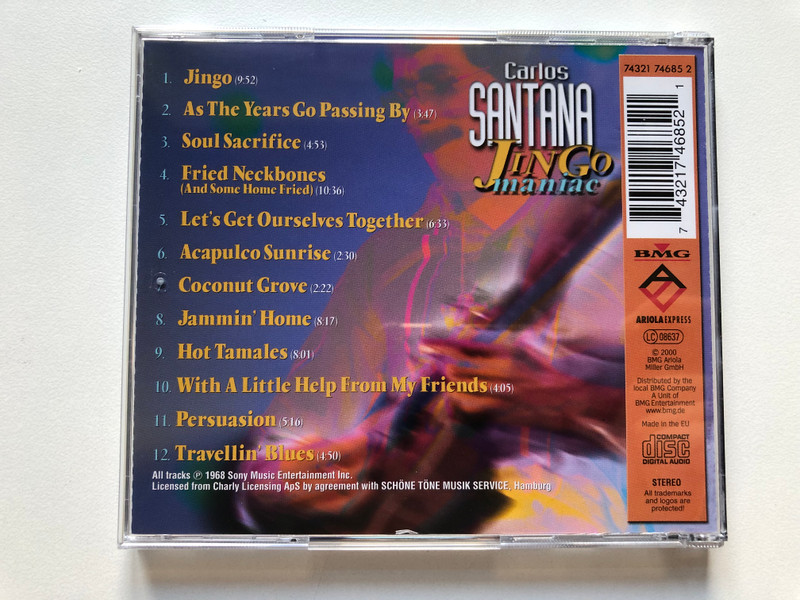 1. Jingo (9:52)
2. As The Years Go Passing By (3:47)
3. Soul Sacrifice (4:53)
4. Fried Neckbones
(And Some Home Fried) (10:36)
5. Let's Get Ourselves Together (6:33)
6. Acapulco Sunrise (2:30)
Coconut Grove (2:22)
8. Jammin' Home (8:17)
9. Hot Tamales (8:01)
10. With A Little Help From My Friends (4:05)
11. Persuasion (5:16)
12. Travellin' Blues (4:50)
All tracks ℗ 1968 Sony Music Entertainment Inc.
Licensed from Charly Licensing ApS by agreement with SCHÖNE TÖNE MUSIK SERVICE, Hamburg
Carlos
SANTANA
JINGO
maniac
74321 74685 2
7 43217 46852 1
BMG
ARIOLA EXPRESS
LC 08637
© 2000
BMG Ariola
Miller GmbH
Distributed by the
local BMG Company
A Unit of
BMG Entertainment
www.bmg.de
Made in the EU
COMPACT
disc
DIGITAL AUDIO
STEREO
All trademarks
and logos are
protected!